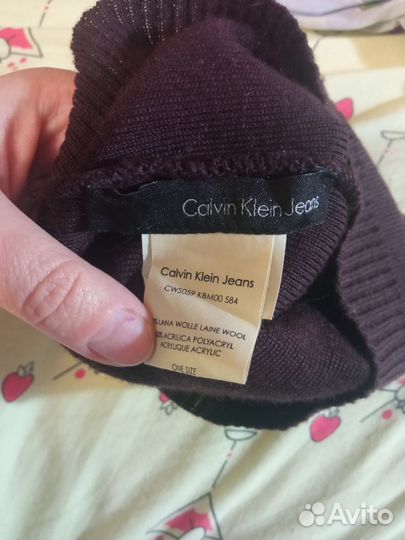 Calvin Klein Jeans
Calvin Klein Jeans
CWS059 KBM00 584
LANA WOLLE LAINE WOOL
ACRILICA POLYACRYL
ACRYLIQUE ACRYLIC
ONE SIZE
Avito